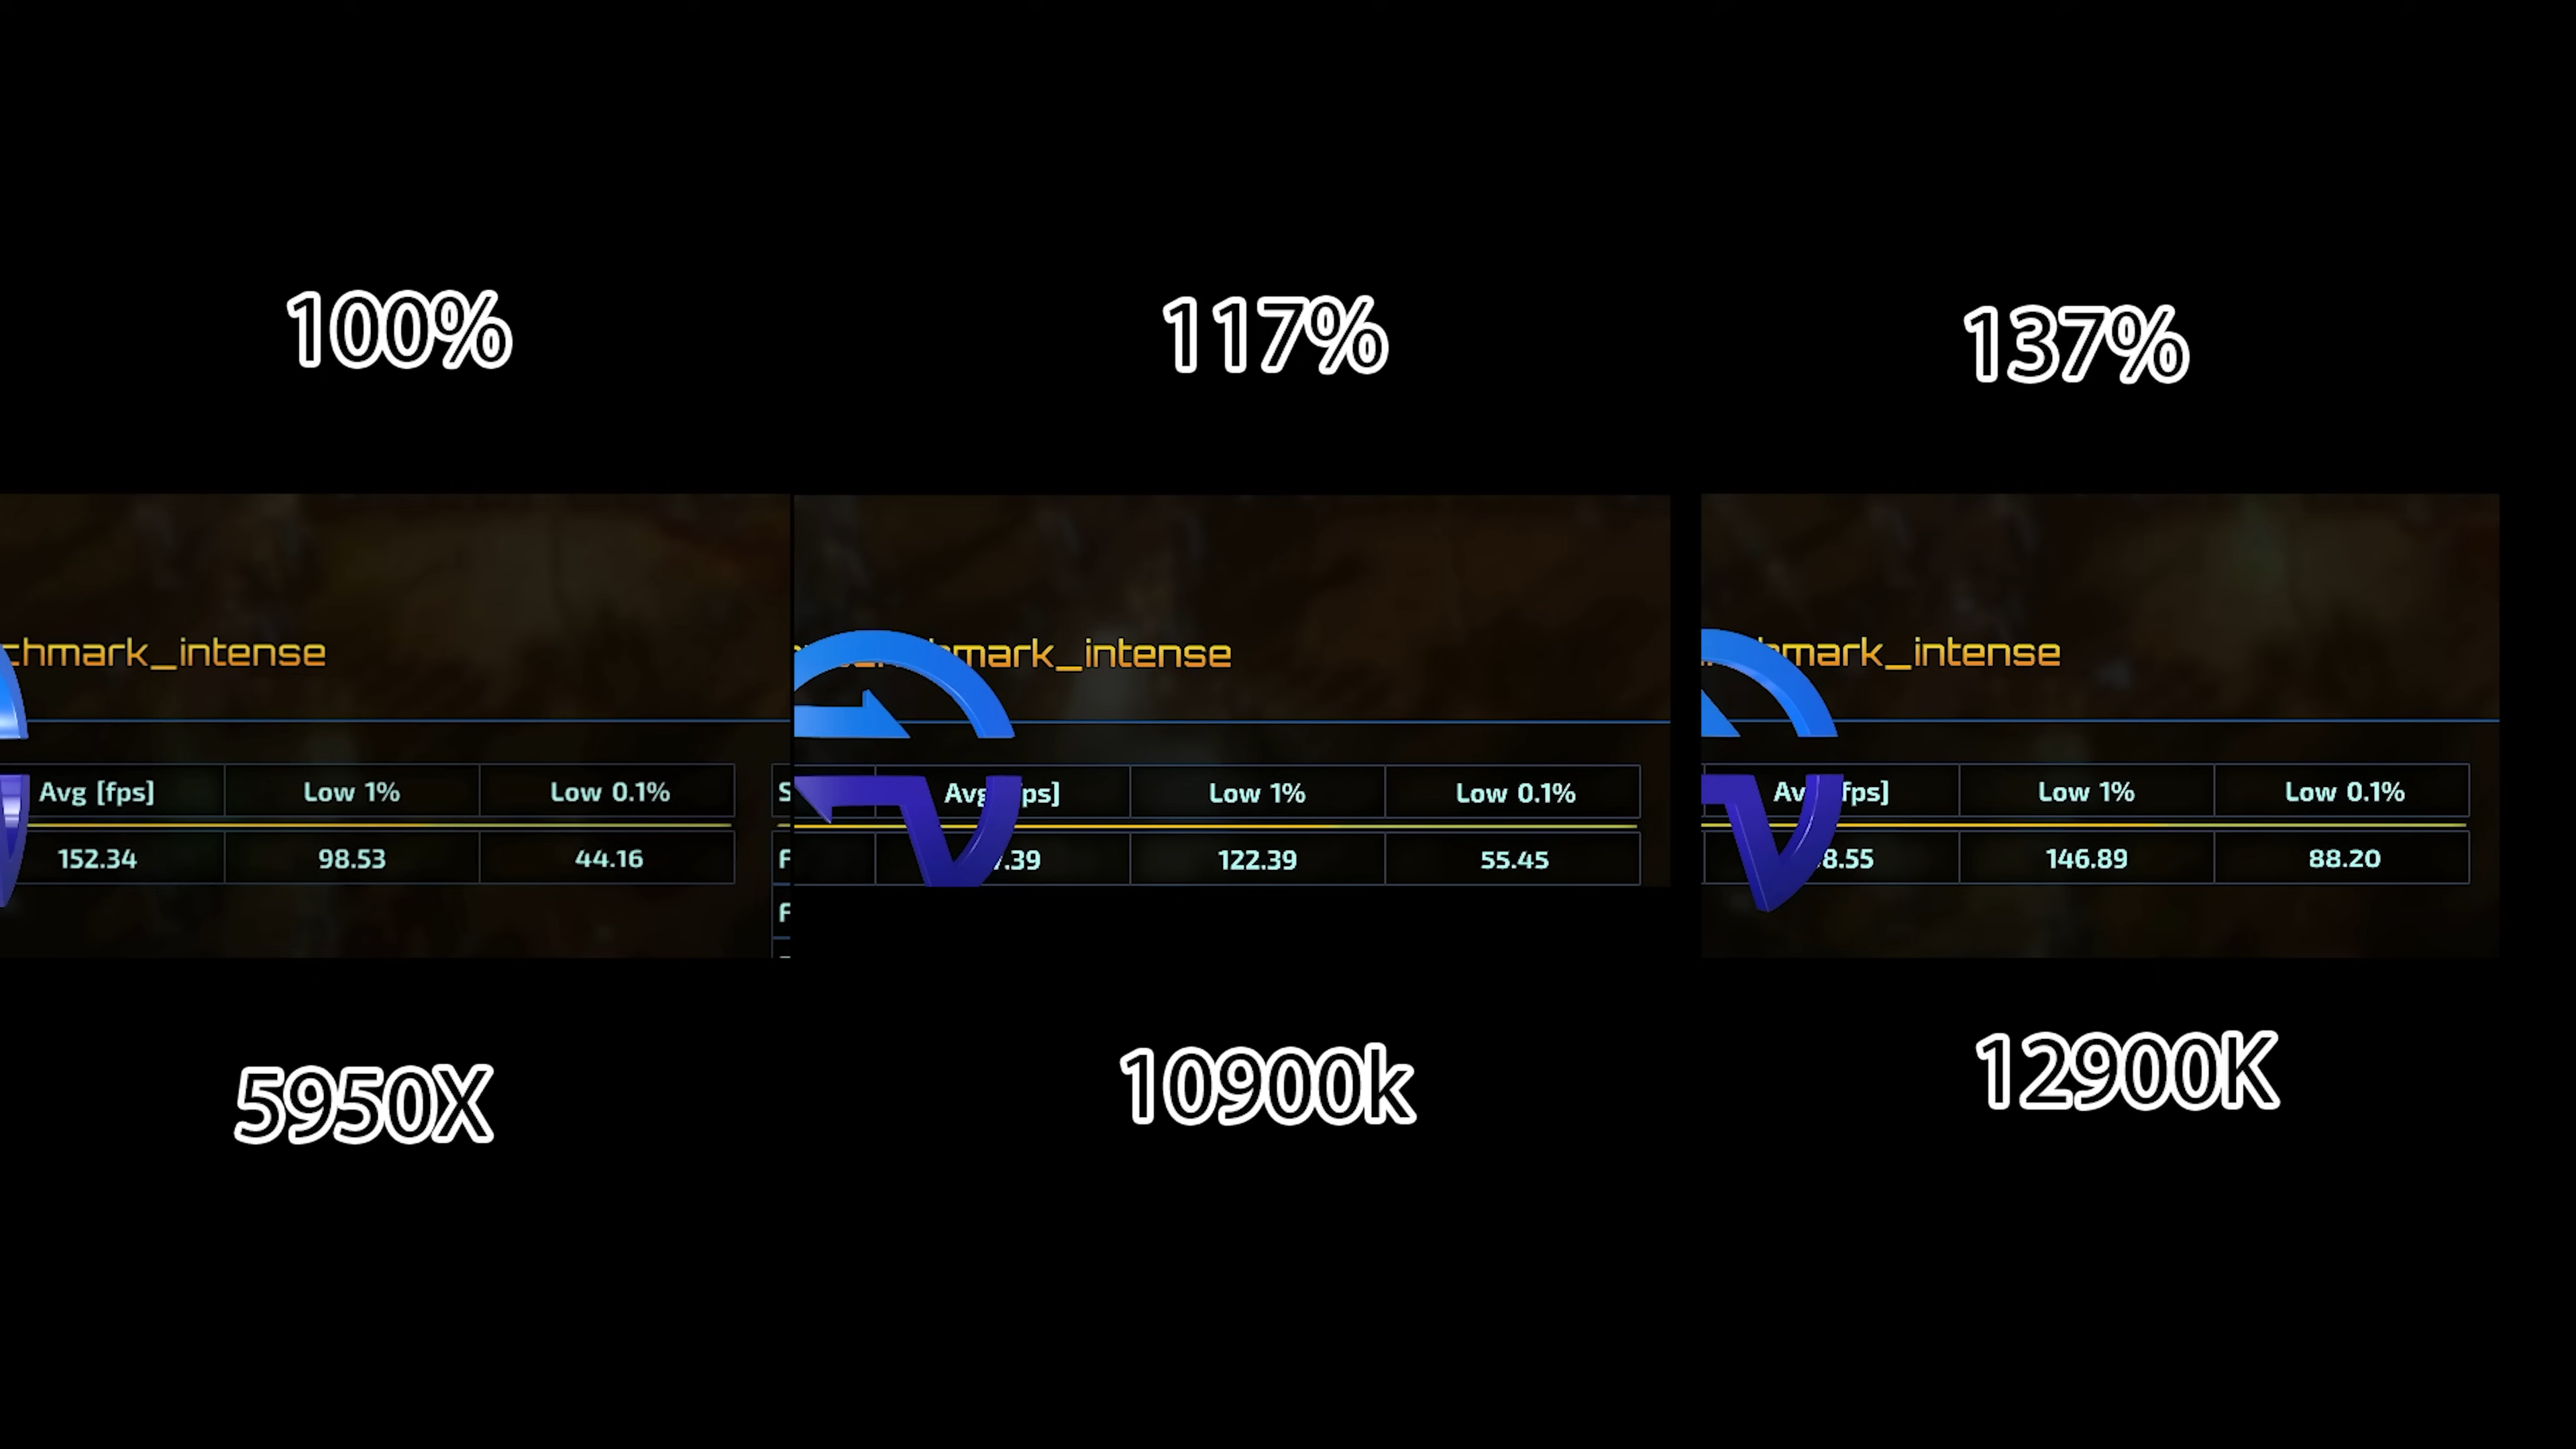 100%
117%
137%
chmark_intense
mark_intense
mark_intense
Avg [fps] Low 1% Low 0.1%
152.34 98.53 44.16
Low 1% Low 0.1%
122.39 55.45
Low 1% Low 0.1%
146.89 88.20
5950X
10900k
12900K